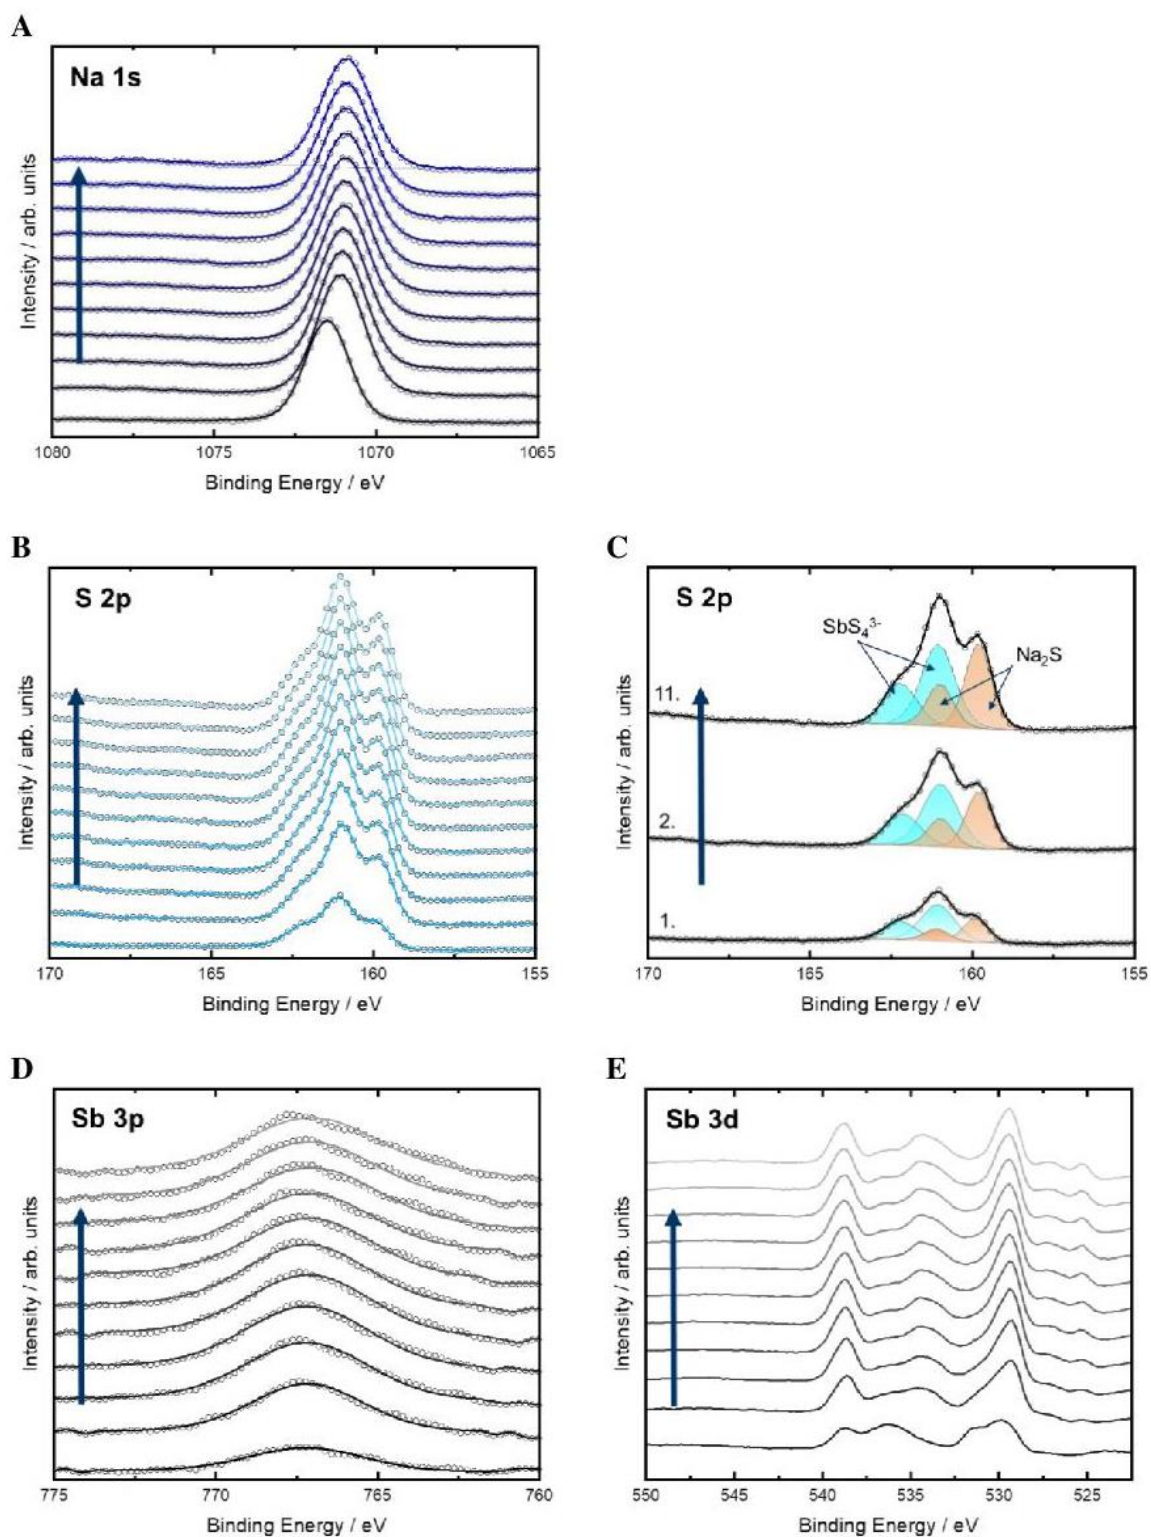 A
Na 1s
Intensity / arb. units
1080 1075 1070 1065
Binding Energy / eV
B
S 2p
Intensity / arb. units
170 165 160 155
Binding Energy / eV
C
S 2p
SbS₄³⁻
Na₂S
11.
2.
1.
Intensity / arb. units
170 165 160 155
Binding Energy / eV
D
Sb 3p
Intensity / arb. units
775 770 765 760
Binding Energy / eV
E
Sb 3d
Intensity / arb. units
550 545 540 535 530 525
Binding Energy / eV